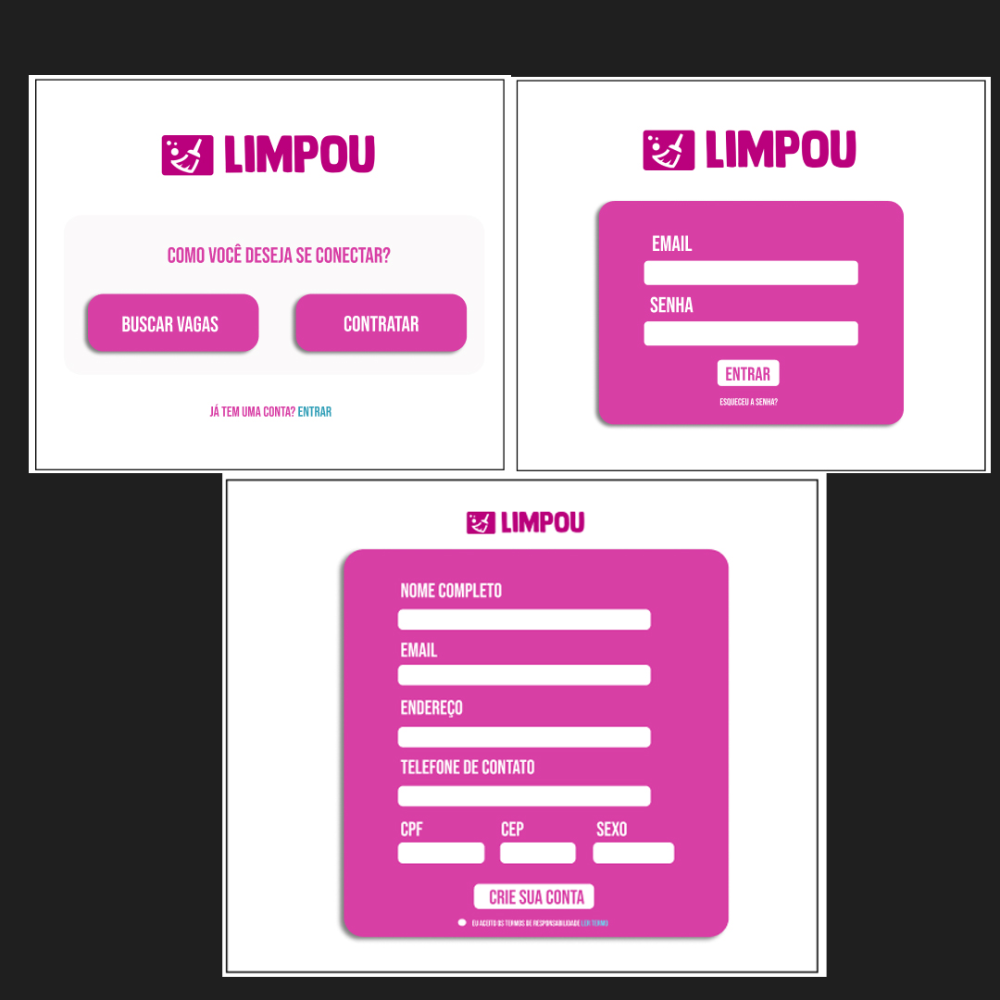 LIMPOU
COMO VOCÊ DESEJA SE CONECTAR?
BUSCAR VAGAS
CONTRATAR
JÁ TEM UMA CONTA? ENTRAR
LIMPOU
EMAIL
SENHA
ENTRAR
ESQUECEU A SENHA?
LIMPOU
NOME COMPLETO
EMAIL
ENDEREÇO
TELEFONE DE CONTATO
CPF CEP SEXO
CRIE SUA CONTA
EU ACEITO OS TERMOS DE RESPONSABILIDADE LER TERMO